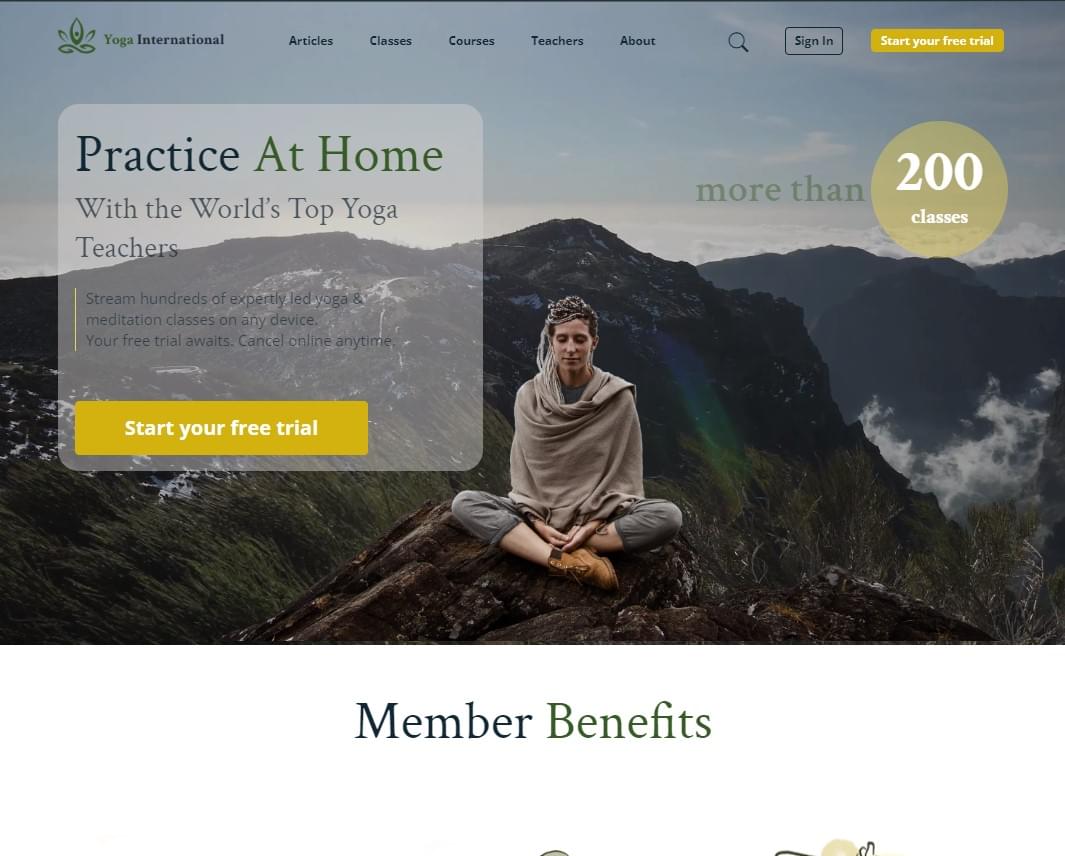 Yoga International
Articles
Classes
Courses
Teachers
About
Sign In
Start your free trial
Practice At Home
With the World’s Top Yoga
Teachers
Stream hundreds of expertly led yoga &
meditation classes on any device.
Your free trial awaits. Cancel online anytime.
Start your free trial
more than
200
classes
Member Benefits